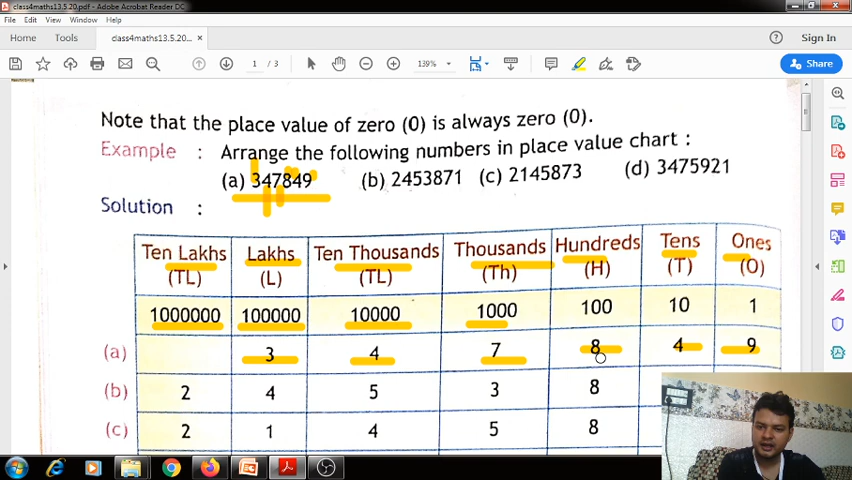 class4maths13.5.20.pdf - Adobe Acrobat Reader DC
File Edit View Window Help
Home Tools class4maths13.5.20.... × Sign In
1 / 3 139% Share
Note that the place value of zero (0) is always zero (0).
Example : Arrange the following numbers in place value chart :
(a) 347849 (b) 2453871 (c) 2145873 (d) 3475921
Solution :
Ten Lakhs (TL) Lakhs (L) Ten Thousands (TL) Thousands (Th) Hundreds (H) Tens (T) Ones (O)
1000000 100000 10000 1000 100 10 1
(a) 3 4 7 8 4 9
(b) 2 4 5 3 8
(c) 2 1 4 5 8